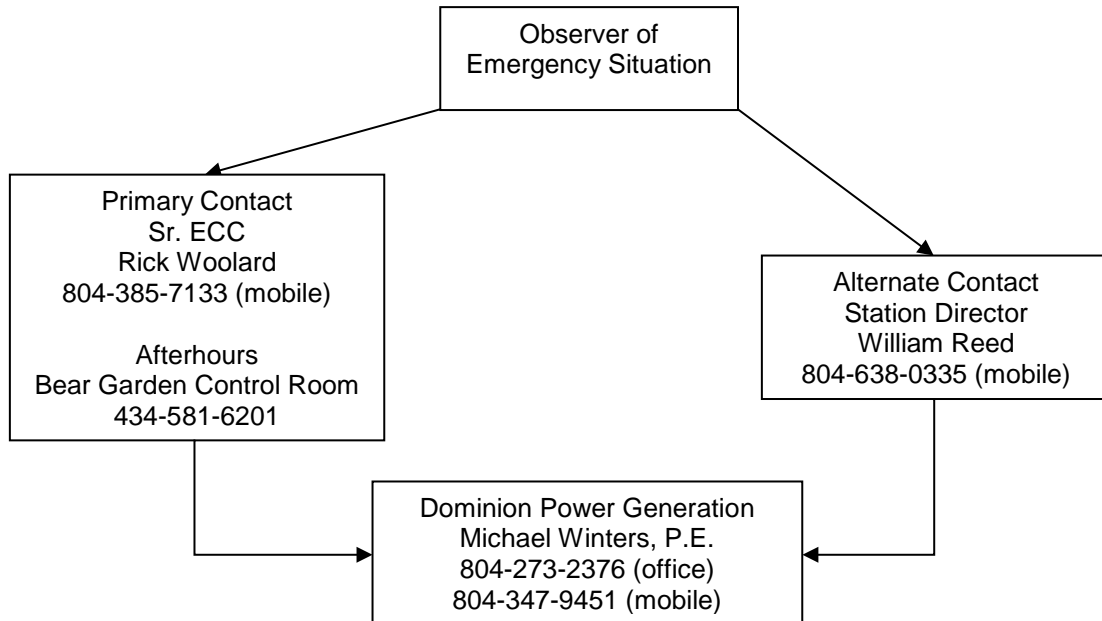 Observer of
Emergency Situation
Primary Contact
Sr. ECC
Rick Woolard
804-385-7133 (mobile)
Afterhours
Bear Garden Control Room
434-581-6201
Alternate Contact
Station Director
William Reed
804-638-0335 (mobile)
Dominion Power Generation
Michael Winters, P.E.
804-273-2376 (office)
804-347-9451 (mobile)